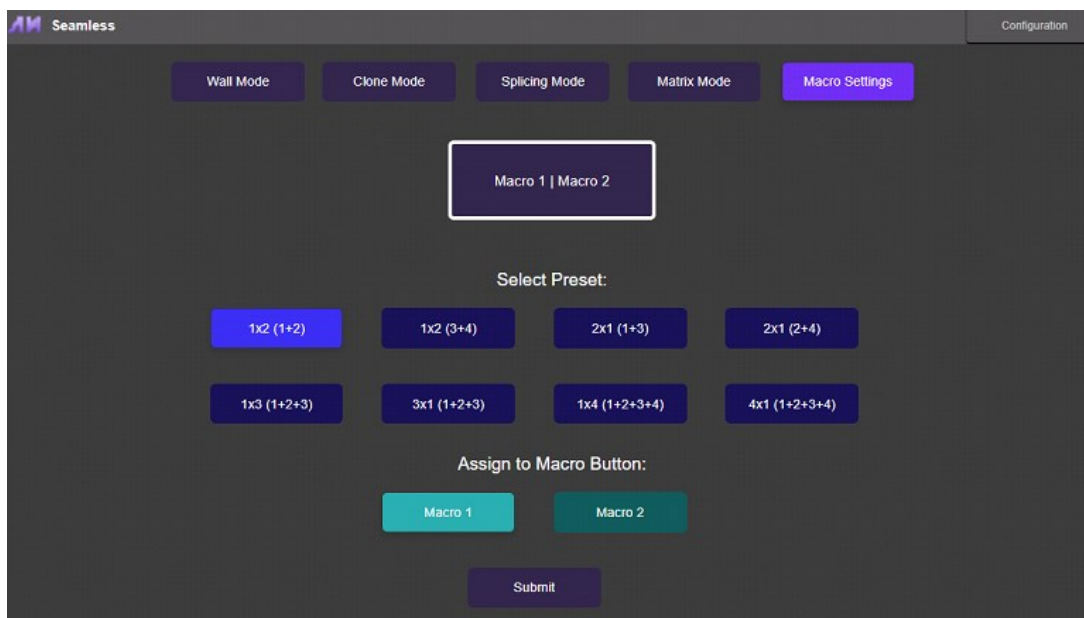 AM Seamless Configuration
Wall Mode Clone Mode Splicing Mode Matrix Mode Macro Settings
Macro 1 | Macro 2
Select Preset:
1x2 (1+2) 1x2 (3+4) 2x1 (1+3) 2x1 (2+4)
1x3 (1+2+3) 3x1 (1+2+3) 1x4 (1+2+3+4) 4x1 (1+2+3+4)
Assign to Macro Button:
Macro 1 Macro 2
Submit